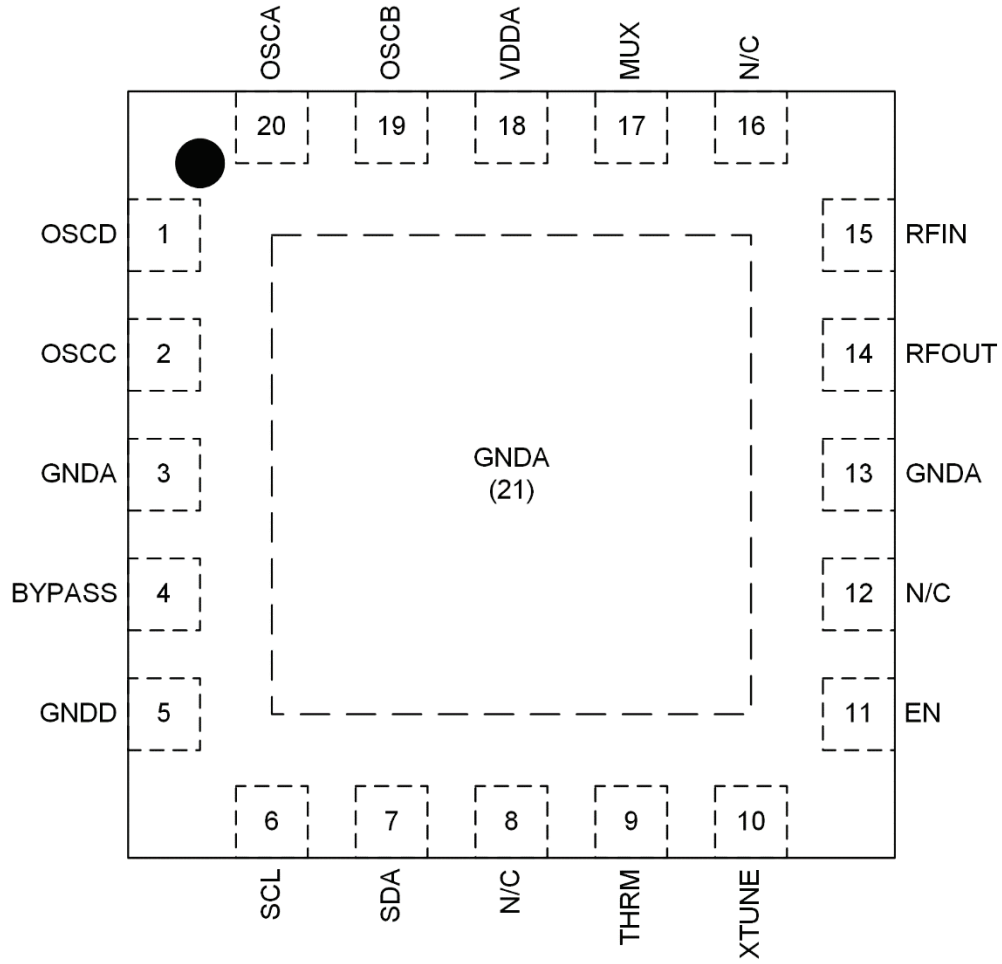 OSCA
OSCB
VDDA
MUX
N/C
20
19
18
17
16
OSCD 1
15 RFIN
OSCC 2
14 RFOUT
GNDA 3
GNDA
(21)
13 GNDA
BYPASS 4
12 N/C
GNDD 5
11 EN
6
7
8
9
10
SCL
SDA
N/C
THRM
XTUNE